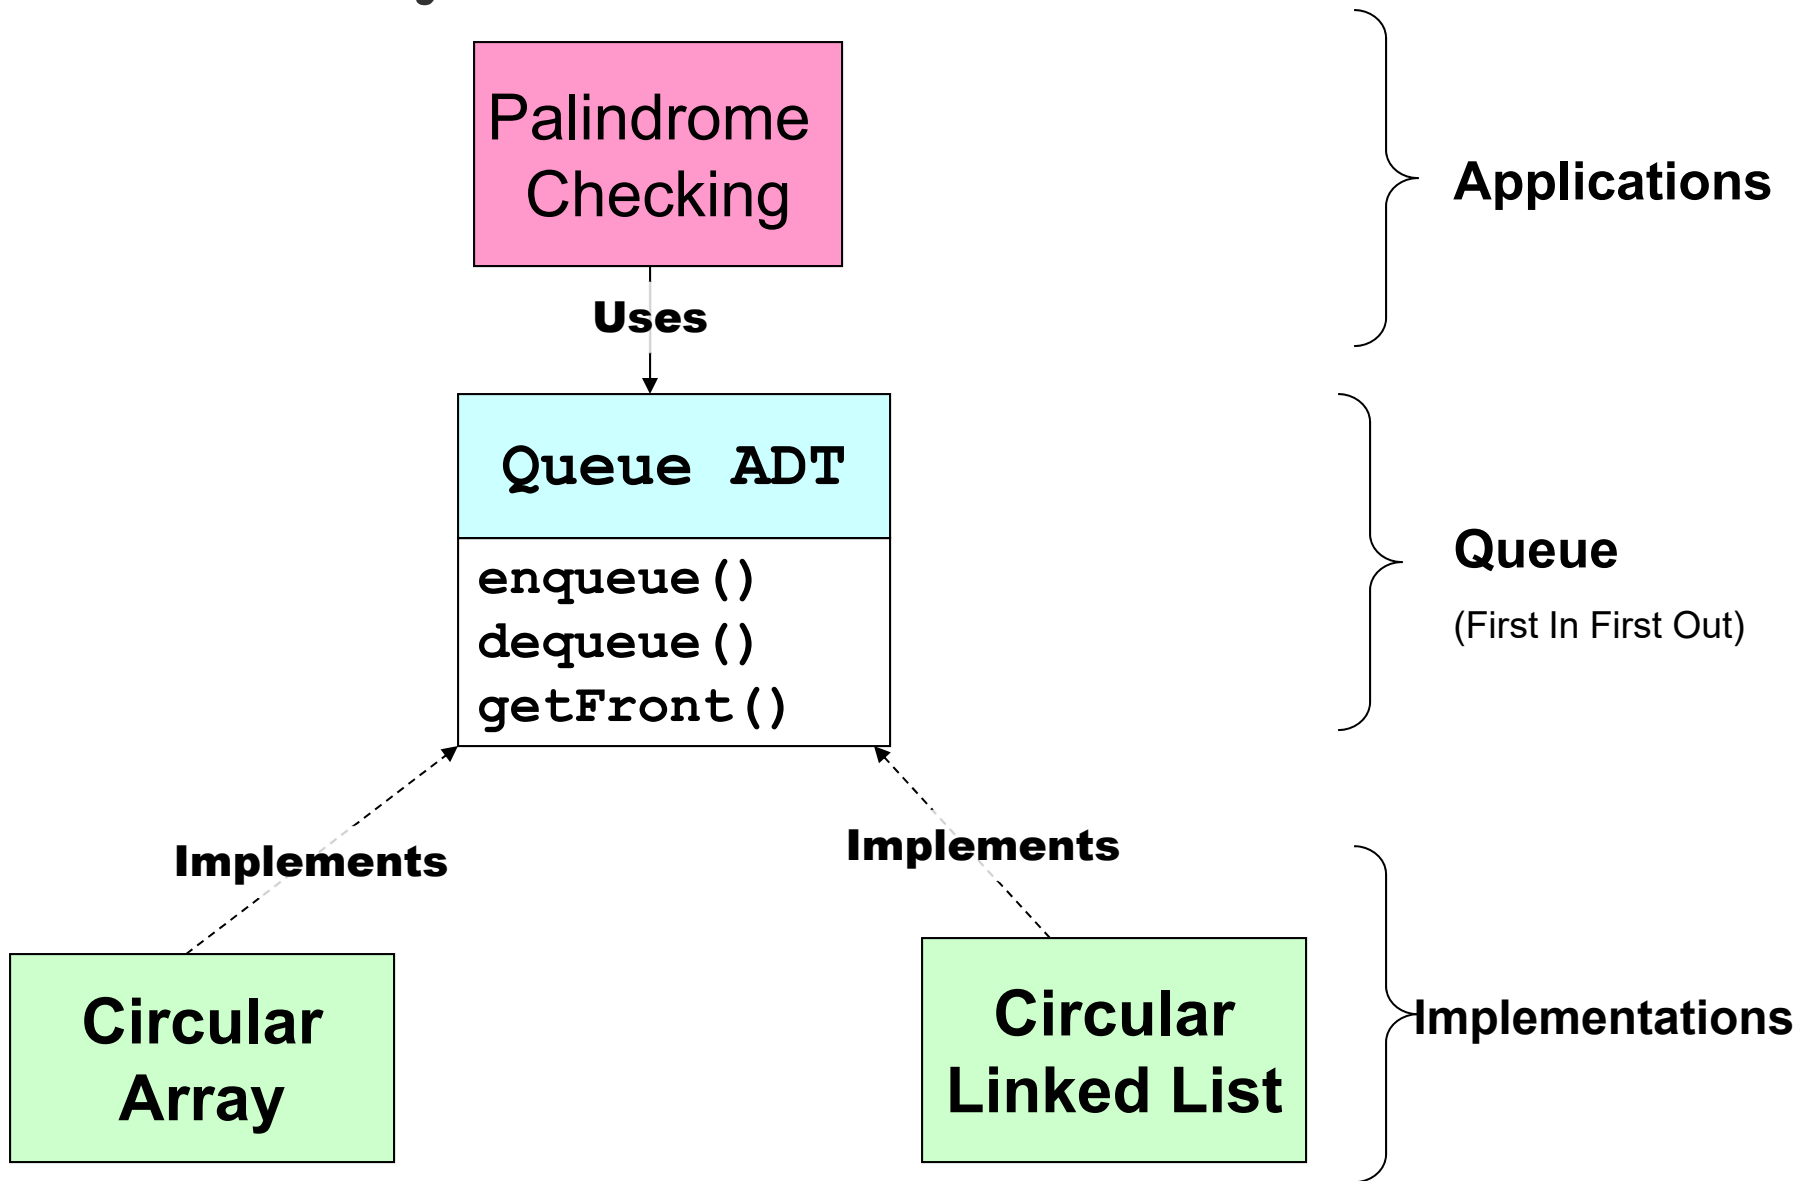 Palindrome
Checking
Applications
Uses
Queue ADT
enqueue()
dequeue()
getFront()
Queue
(First In First Out)
Implements
Implements
Circular
Array
Circular
Linked List
Implementations